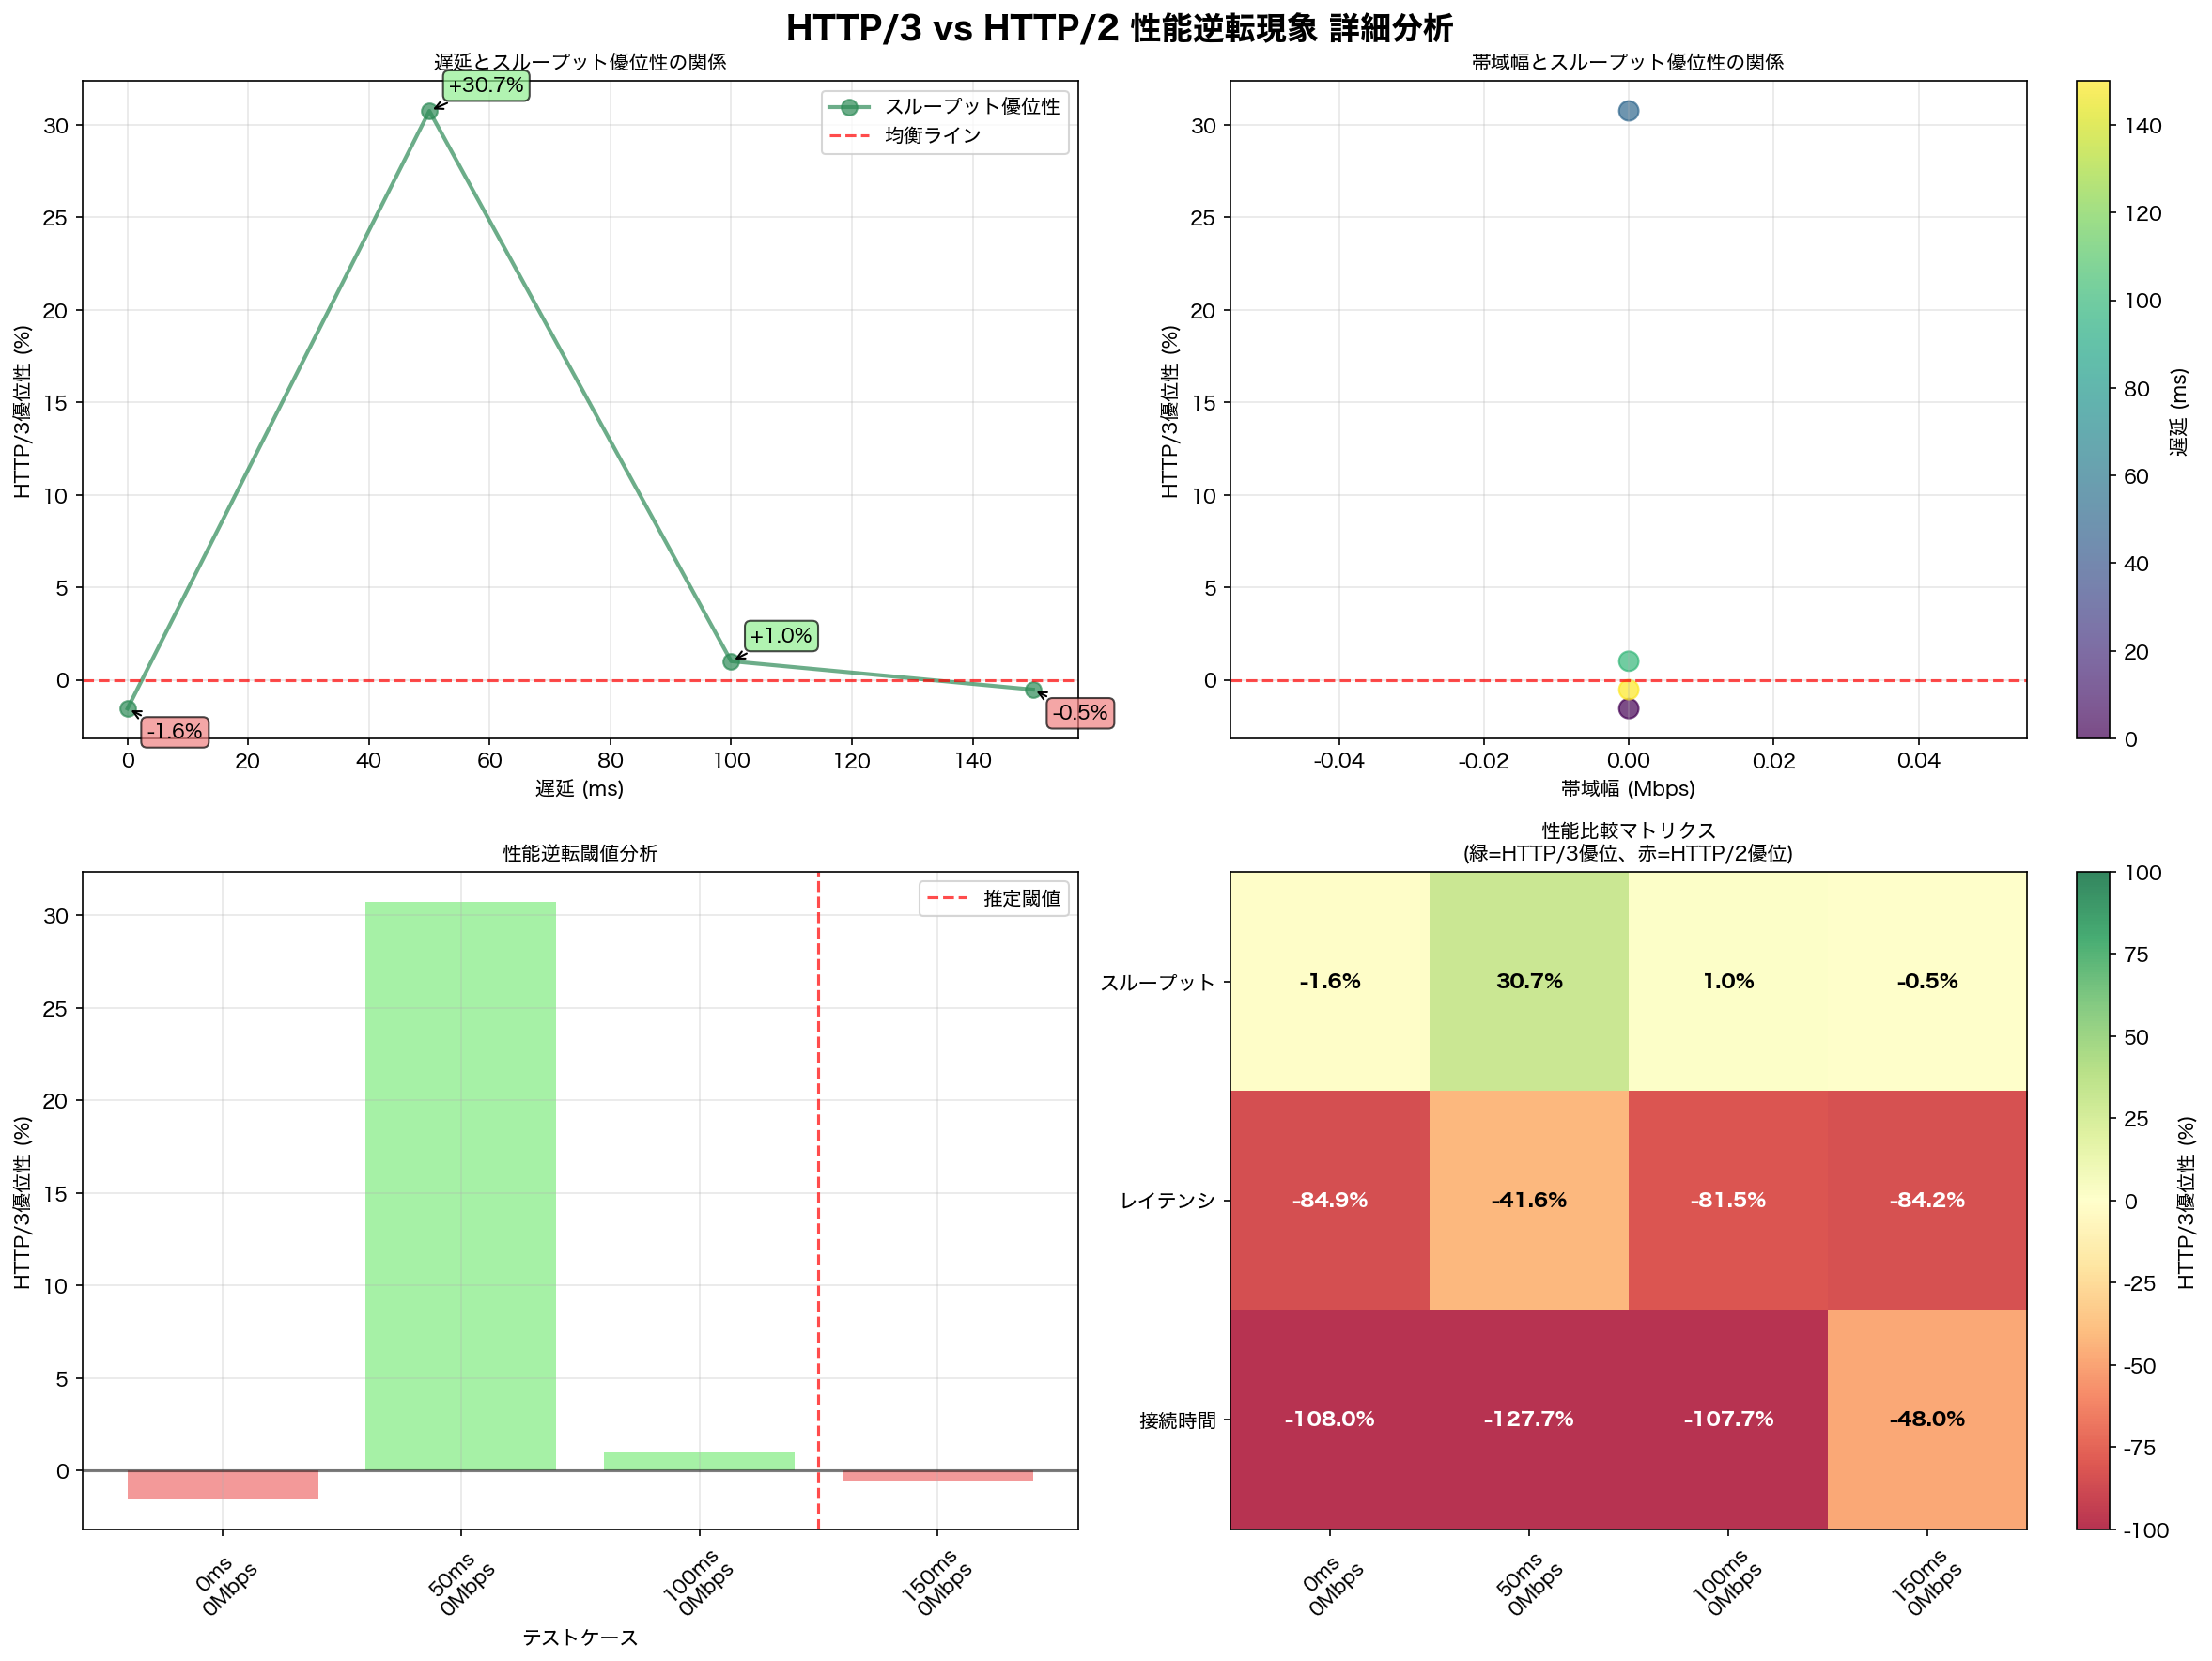 HTTP/3 vs HTTP/2 性能逆転現象 詳細分析
遅延とスループット優位性の関係
+30.7%
スループット優位性
均衡ライン
30
25
20
15
10
5
0
HTTP/3優位性 (%)
+1.0%
-1.6%
-0.5%
0
20
40
60
80
100
120
140
遅延 (ms)
帯域幅とスループット優位性の関係
30
25
20
15
10
5
0
HTTP/3優位性 (%)
-0.04
-0.02
0.00
0.02
0.04
帯域幅 (Mbps)
140
120
100
80
60
40
20
0
遅延 (ms)
性能逆転閾値分析
推定閾値
30
25
20
15
10
5
0
HTTP/3優位性 (%)
0ms
0Mbps
50ms
0Mbps
100ms
0Mbps
150ms
0Mbps
テストケース
性能比較マトリクス
(緑=HTTP/3優位、赤=HTTP/2優位)
スループット
-1.6%
30.7%
1.0%
-0.5%
レイテンシ
-84.9%
-41.6%
-81.5%
-84.2%
接続時間
-108.0%
-127.7%
-107.7%
-48.0%
0ms
0Mbps
50ms
0Mbps
100ms
0Mbps
150ms
0Mbps
100
75
50
25
0
-25
-50
-75
-100
HTTP/3優位性 (%)